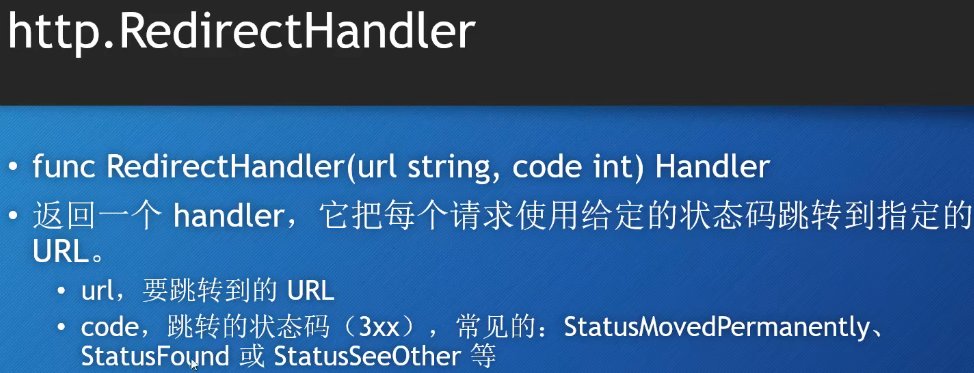 http.RedirectHandler
• func RedirectHandler(url string, code int) Handler
• 返回一个 handler，它把每个请求使用给定的状态码跳转到指定的
URL。
• url，要跳转到的 URL
• code，跳转的状态码（3xx），常见的：StatusMovedPermanently、
StatusFound 或 StatusSeeOther 等